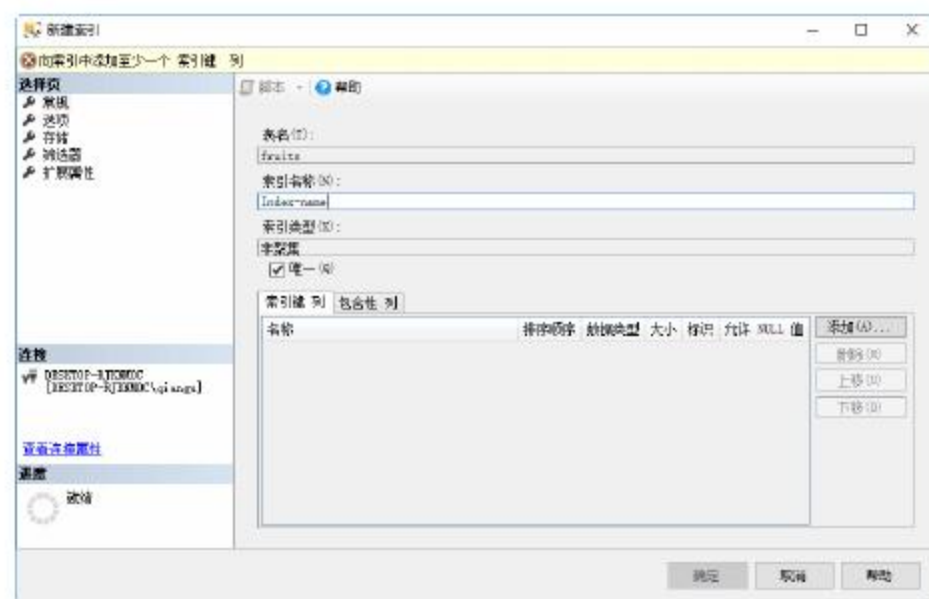 新建索引
向索引中添加至少一个 索引键 列
选择页
常规
选项
存储
筛选器
扩展属性
脚本
帮助
表名(T):
fruits
索引名称(N):
Index-name
索引类型(X):
非聚集
唯一(Q)
索引键 列 包含性 列
名称 排序顺序 数据类型 大小 标识 允许 NULL 值
添加(A)...
删除(R)
上移(U)
下移(D)
连接
查看连接属性
进度
就绪
确定 取消 帮助